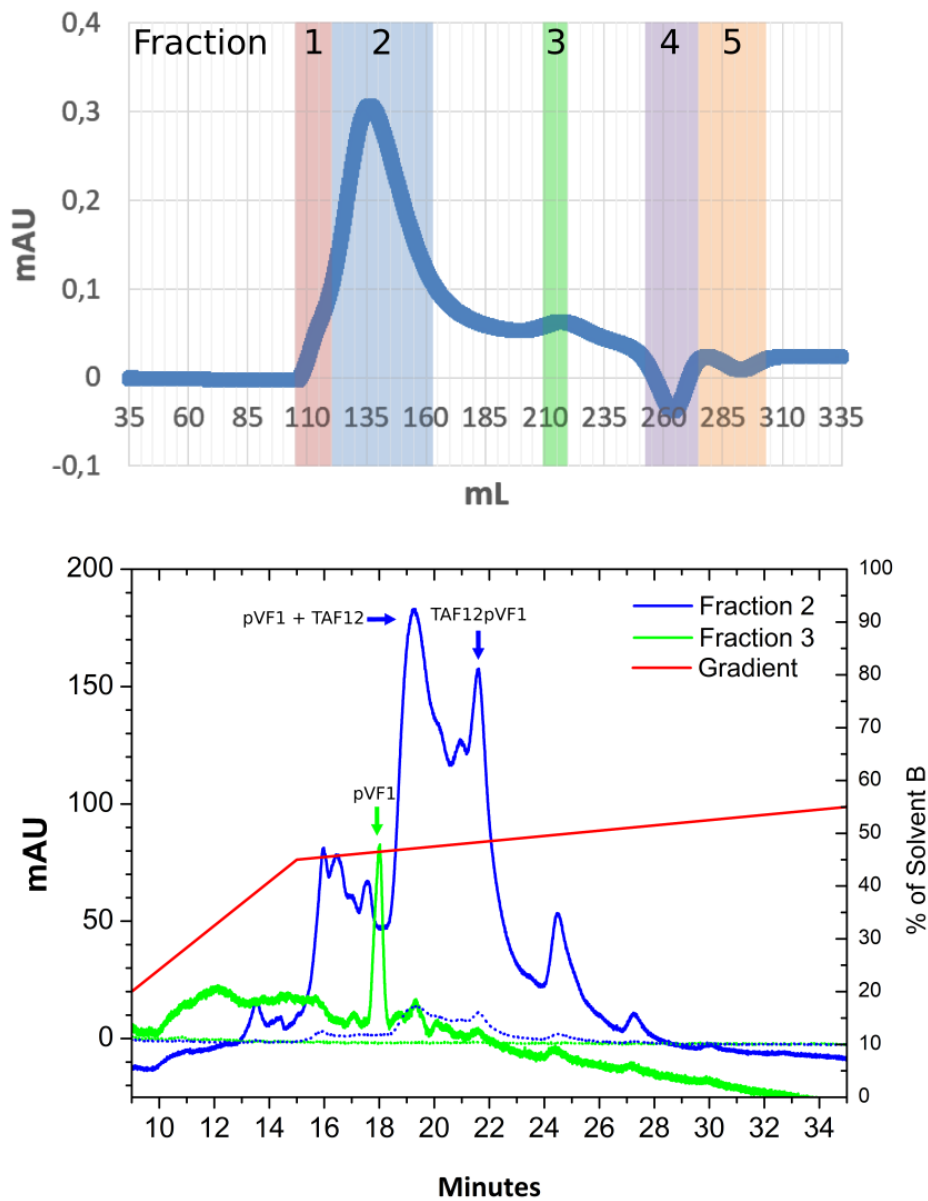 Fraction 1 2 3 4 5
0,4
0,3
0,2
0,1
0
-0,1
mAU
35 60 85 110 135 160 185 210 235 260 285 310 335
mL
200
150
100
50
0
mAU
pVF1 + TAF12
TAF12pVF1
pVF1
Fraction 2
Fraction 3
Gradient
100
90
80
70
60
50
40
30
20
10
0
% of Solvent B
10 12 14 16 18 20 22 24 26 28 30 32 34
Minutes